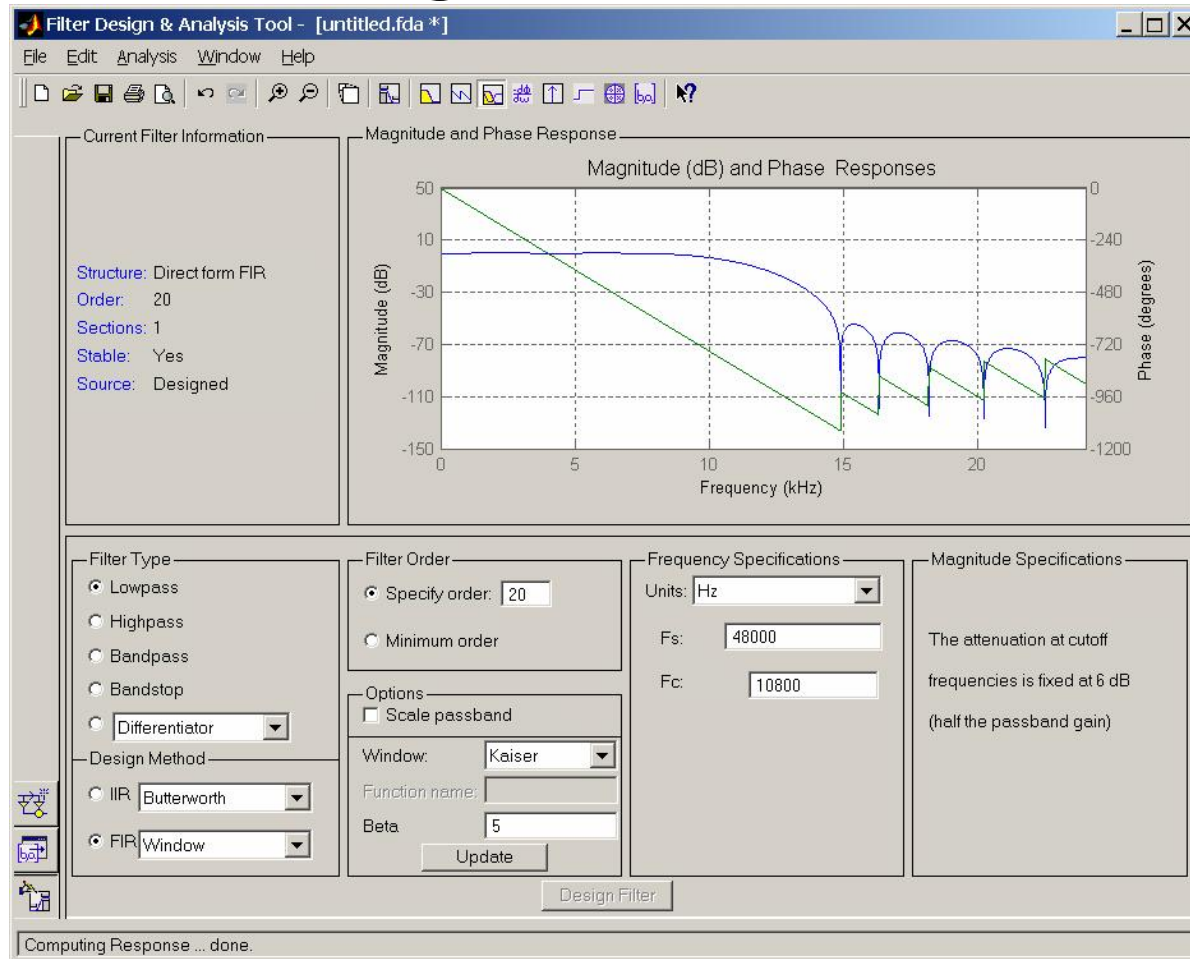 Filter Design & Analysis Tool - [untitled.fda *]
File Edit Analysis Window Help
Current Filter Information
Structure: Direct form FIR
Order: 20
Sections: 1
Stable: Yes
Source: Designed
Magnitude and Phase Response
Magnitude (dB) and Phase Responses
Magnitude (dB)
50
10
-30
-70
-110
-150
0
5
10
15
20
Frequency (kHz)
0
-240
-480
-720
-960
-1200
Phase (degrees)
Filter Type
Lowpass
Highpass
Bandpass
Bandstop
Differentiator
Design Method
IIR Butterworth
FIR Window
Filter Order
Specify order: 20
Minimum order
Options
Scale passband
Window: Kaiser
Function name:
Beta 5
Update
Frequency Specifications
Units: Hz
Fs: 48000
Fc: 10800
Magnitude Specifications
The attenuation at cutoff
frequencies is fixed at 6 dB
(half the passband gain)
Design Filter
Computing Response ... done.